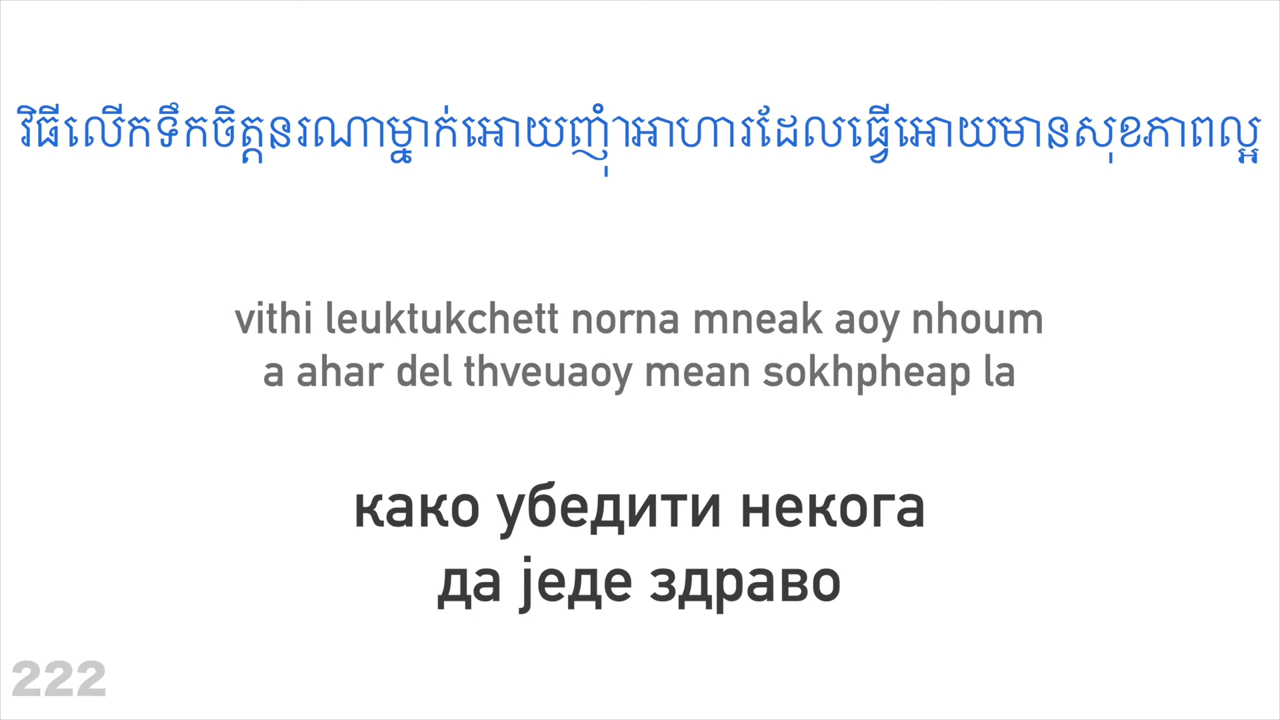 វិធីលើកទឹកចិត្តនរណាម្នាក់អោយញុំាអាហារដែលធ្វើអោយមានសុខភាពល្អ
vithi leuktukchett norna mneak aoy nhoum
a ahar del thveuaoy mean sokhpheap la
како убедити некога
да једе здраво
222